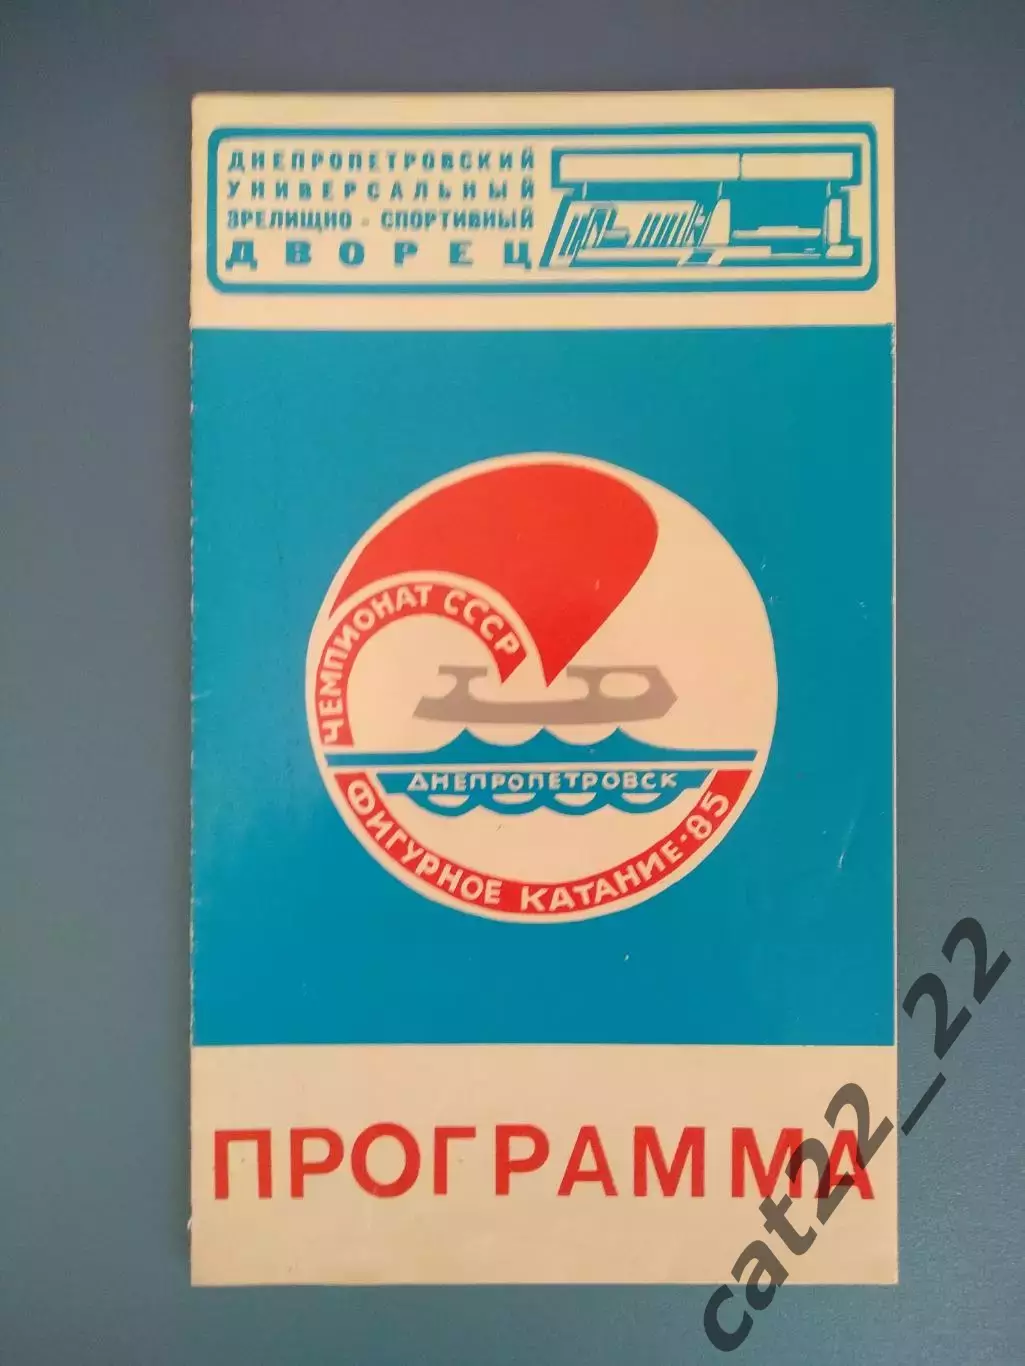 ДНЕПРОПЕТРОВСКИЙ
УНИВЕРСАЛЬНЫЙ
ЗРЕЛИЩНО - СПОРТИВНЫЙ
ДВОРЕЦ
ЧЕМПИОНАТ СССР
ДНЕПРОПЕТРОВСК
ФИГУРНОЕ КАТАНИЕ-85
ПРОГРАММА
cat22_22